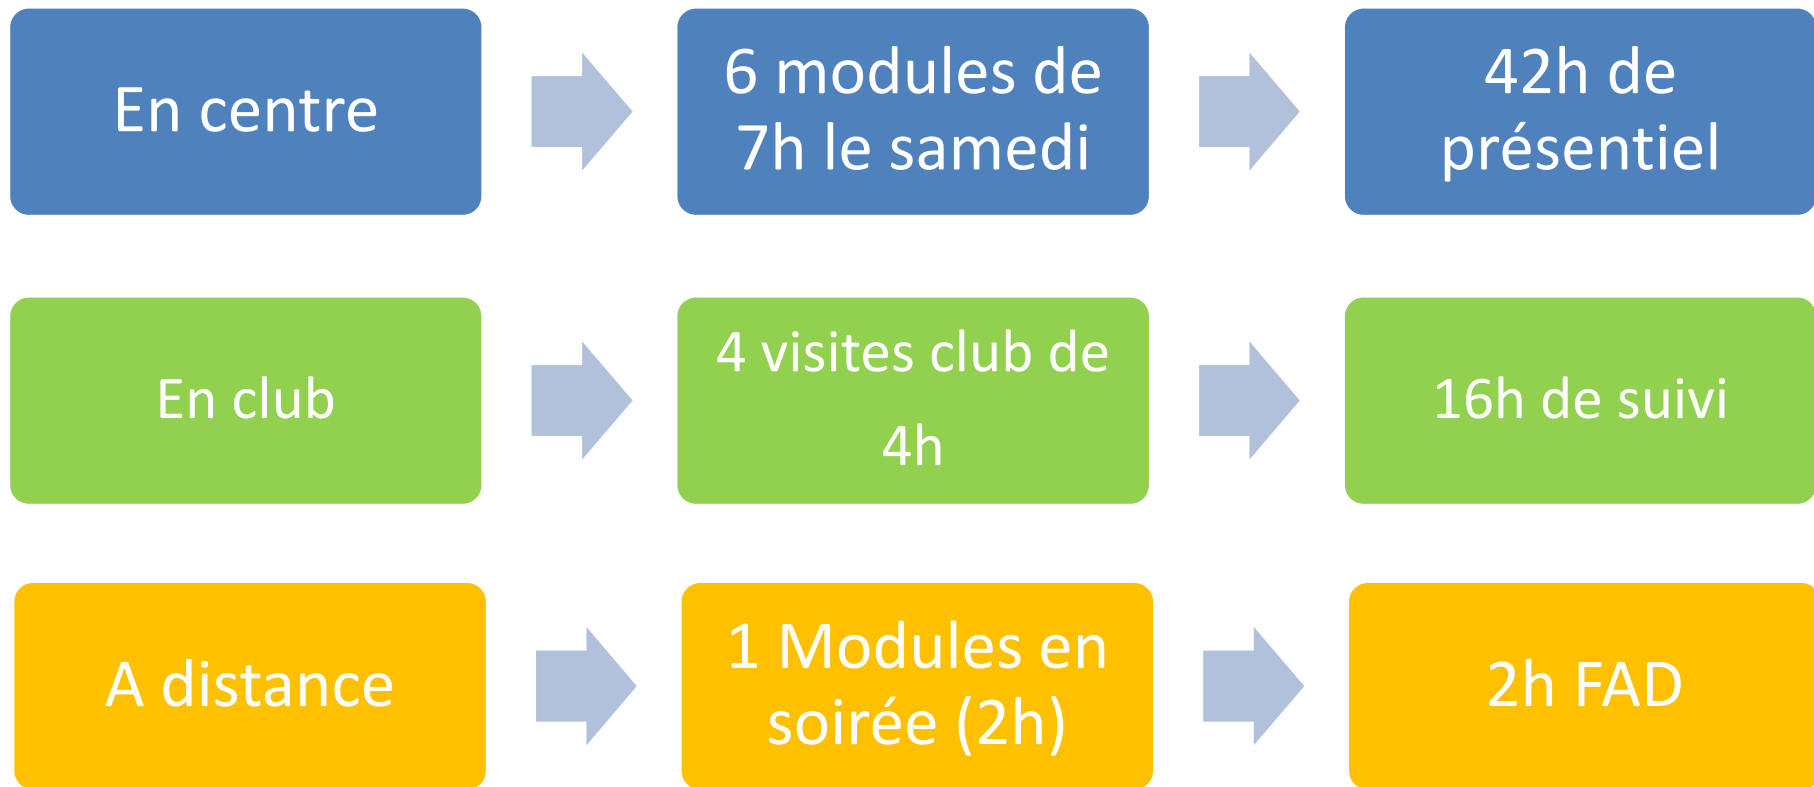 En centre
6 modules de
7h le samedi
42h de
présentiel
En club
4 visites club de
4h
16h de suivi
A distance
1 Modules en
soirée (2h)
2h FAD